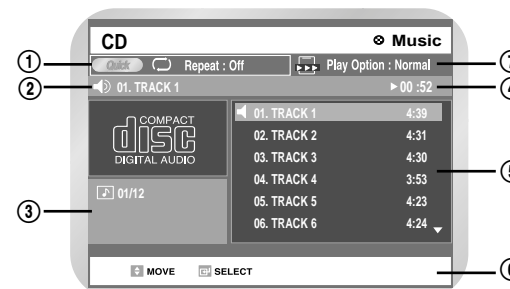 CD Music
① Quick Repeat : Off Play Option : Normal
② 01. TRACK 1 00 :52
COMPACT disc DIGITAL AUDIO
01. TRACK 1 4:39
02. TRACK 2 4:31
03. TRACK 3 4:30
04. TRACK 4 3:53
05. TRACK 5 4:23
06. TRACK 6 4:24
③ 01/12
MOVE SELECT